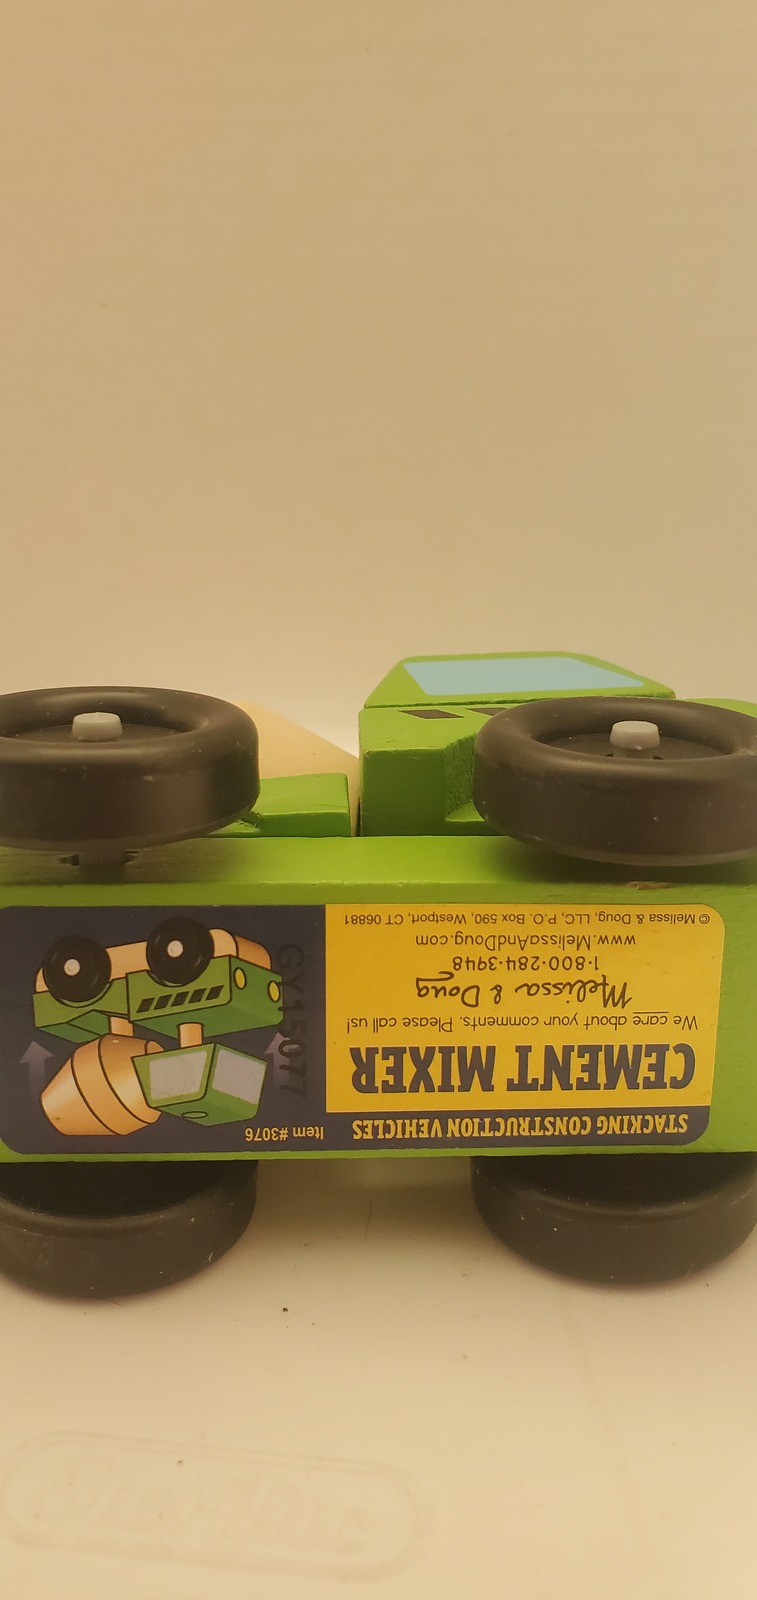 STACKING CONSTRUCTION VEHICLES
Item #3076
CEMENT MIXER
We care about your comments. Please call us!
Melissa & Doug
1-800-284-3948
www.MelissaAndDoug.com
© Melissa & Doug, LLC, P.O. Box 590, Westport, CT 06881
GY15077